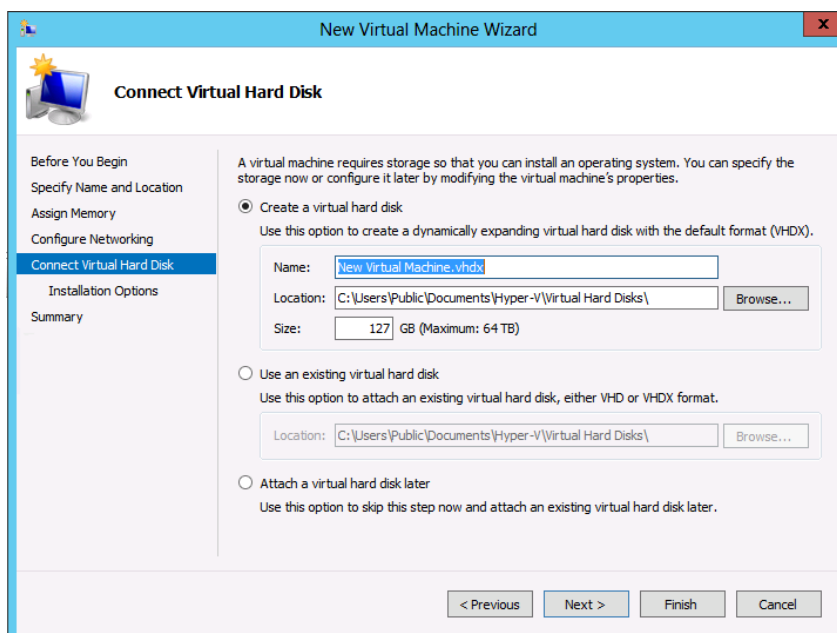 New Virtual Machine Wizard
x
Connect Virtual Hard Disk
Before You Begin
Specify Name and Location
Assign Memory
Configure Networking
Connect Virtual Hard Disk
Installation Options
Summary
A virtual machine requires storage so that you can install an operating system. You can specify the
storage now or configure it later by modifying the virtual machine's properties.
Create a virtual hard disk
Use this option to create a dynamically expanding virtual hard disk with the default format (VHDX).
Name: New Virtual Machine.vhdx
Location: C:\Users\Public\Documents\Hyper-V\Virtual Hard Disks\ Browse...
Size: 127 GB (Maximum: 64 TB)
Use an existing virtual hard disk
Use this option to attach an existing virtual hard disk, either VHD or VHDX format.
Location: C:\Users\Public\Documents\Hyper-V\Virtual Hard Disks\ Browse...
Attach a virtual hard disk later
Use this option to skip this step now and attach an existing virtual hard disk later.
< Previous Next > Finish Cancel